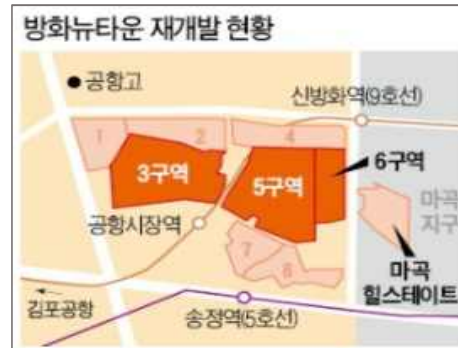 방화뉴타운 재개발 현황
공항고
신방화역(9호선)
1
2
4
3구역
5구역
6구역
마곡
지구
공항시장역
7
8
마곡
힐스테이트
김포공항
송정역(5호선)